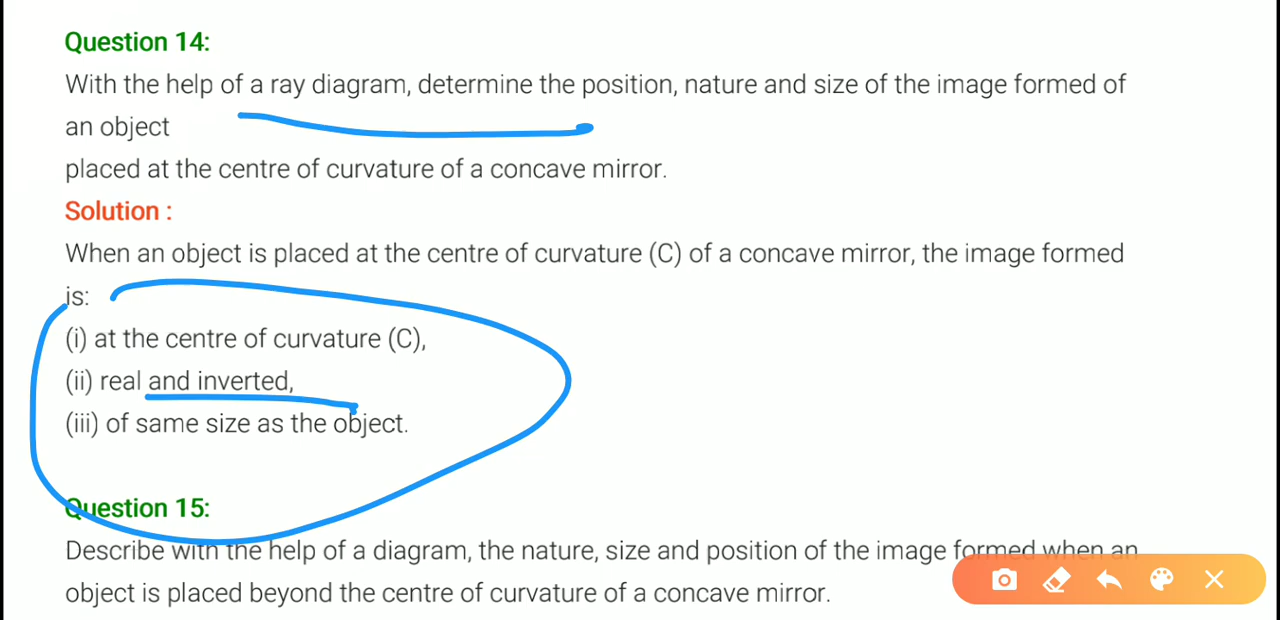 Question 14:
With the help of a ray diagram, determine the position, nature and size of the image formed of
an object
placed at the centre of curvature of a concave mirror.
Solution :
When an object is placed at the centre of curvature (C) of a concave mirror, the image formed
is:
(i) at the centre of curvature (C),
(ii) real and inverted,
(iii) of same size as the object.
Question 15:
Describe with the help of a diagram, the nature, size and position of the image formed when an
object is placed beyond the centre of curvature of a concave mirror.